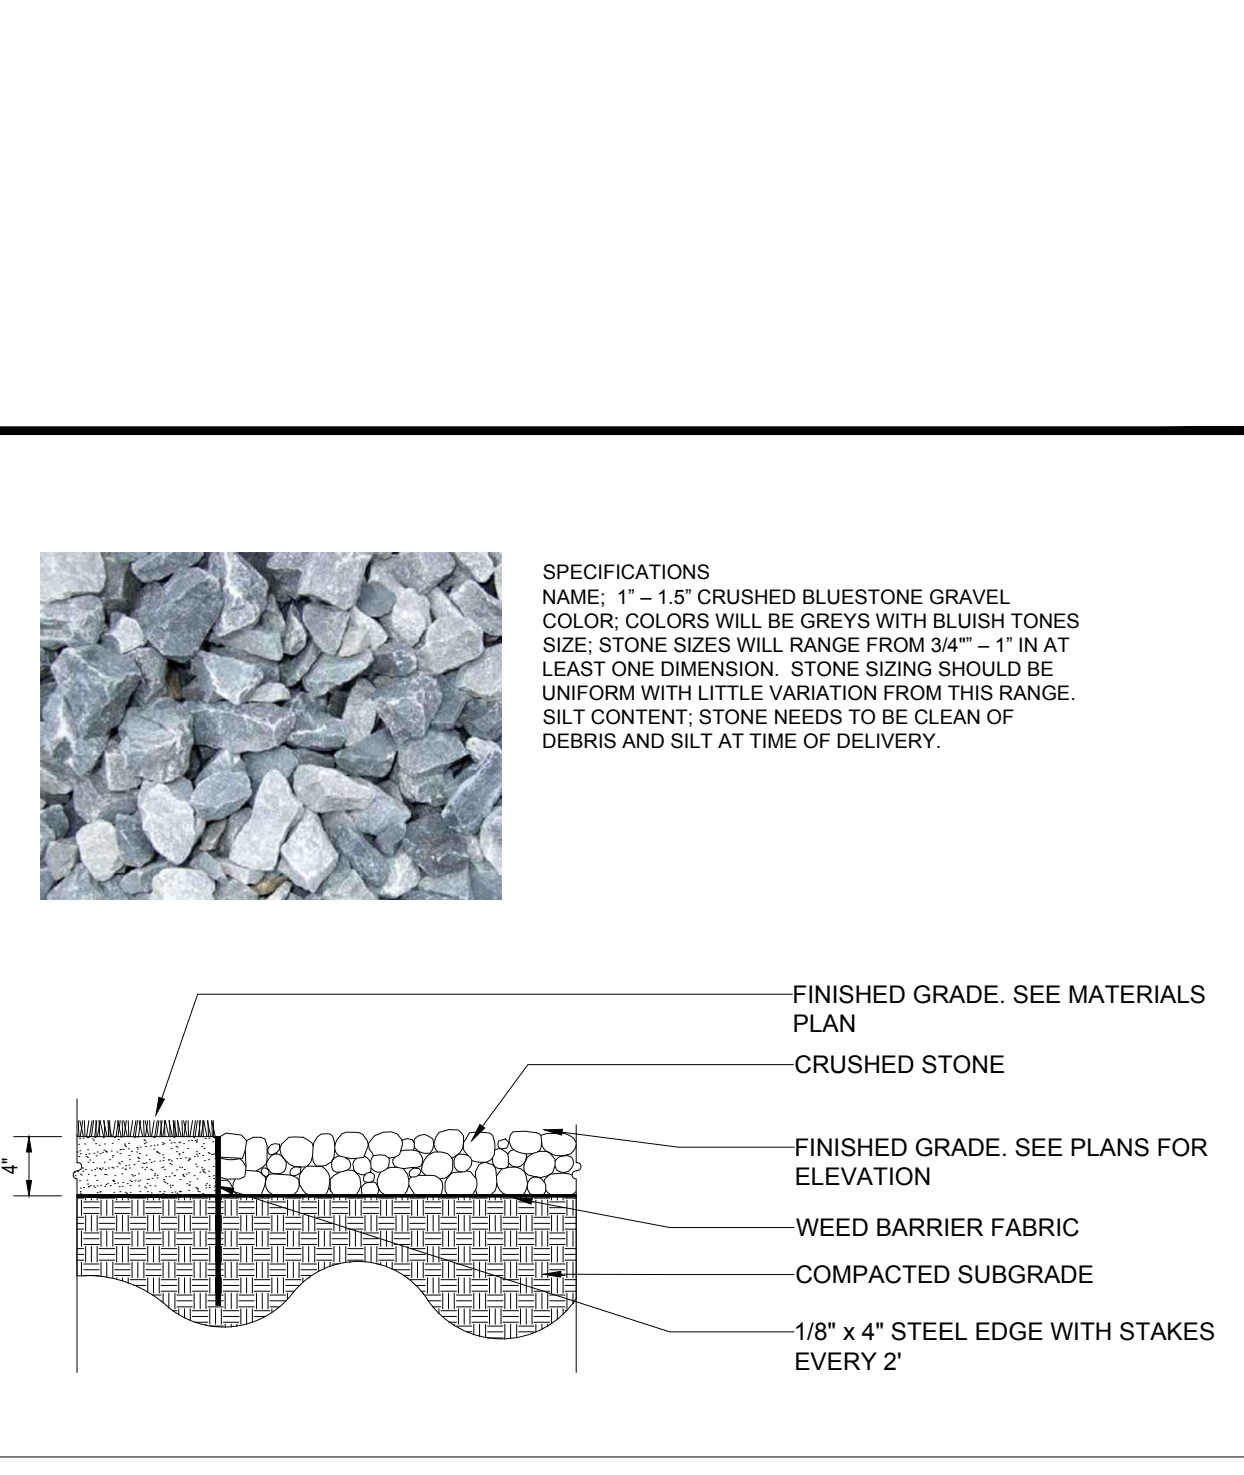 SPECIFICATIONS
NAME;  1” – 1.5” CRUSHED BLUESTONE GRAVEL
COLOR; COLORS WILL BE GREYS WITH BLUISH TONES
SIZE; STONE SIZES WILL RANGE FROM 3/4"” – 1” IN AT
LEAST ONE DIMENSION.  STONE SIZING SHOULD BE
UNIFORM WITH LITTLE VARIATION FROM THIS RANGE.
SILT CONTENT; STONE NEEDS TO BE CLEAN OF
DEBRIS AND SILT AT TIME OF DELIVERY.
FINISHED GRADE. SEE MATERIALS
PLAN
CRUSHED STONE
FINISHED GRADE. SEE PLANS FOR
ELEVATION
4"
WEED BARRIER FABRIC
COMPACTED SUBGRADE
1/8" x 4" STEEL EDGE WITH STAKES
EVERY 2'